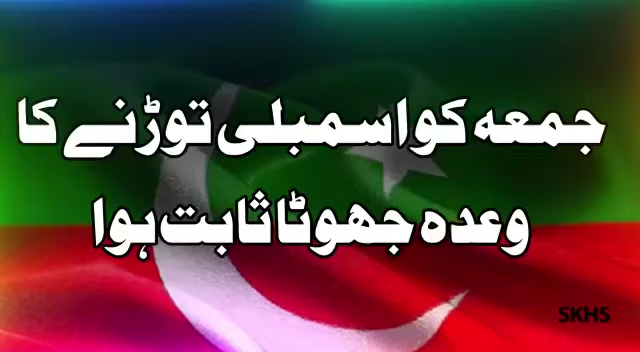 جمعہ کو اسمبلی توڑنے کا
وعدہ جھوٹا ثابت ہوا
SKHS